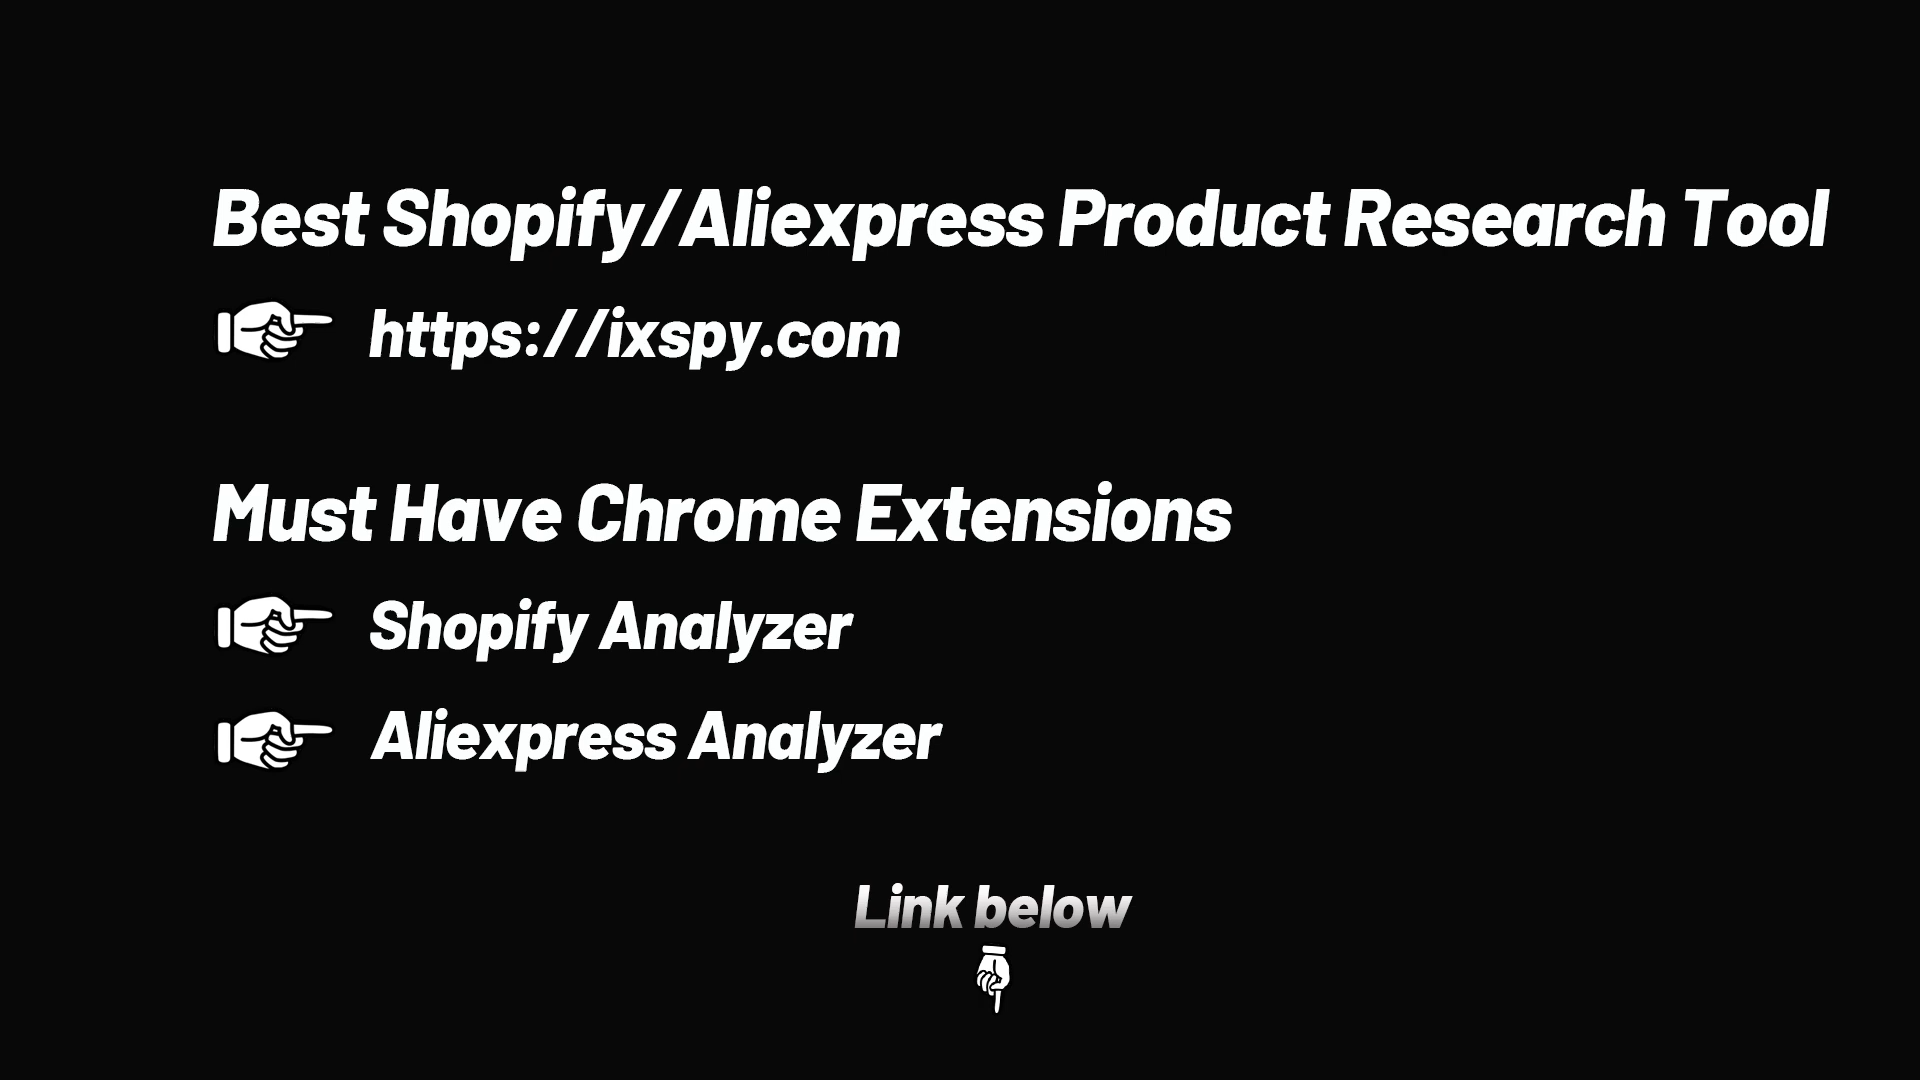 Best Shopify/Aliexpress Product Research Tool
https://ixspy.com
Must Have Chrome Extensions
Shopify Analyzer
Aliexpress Analyzer
Link below